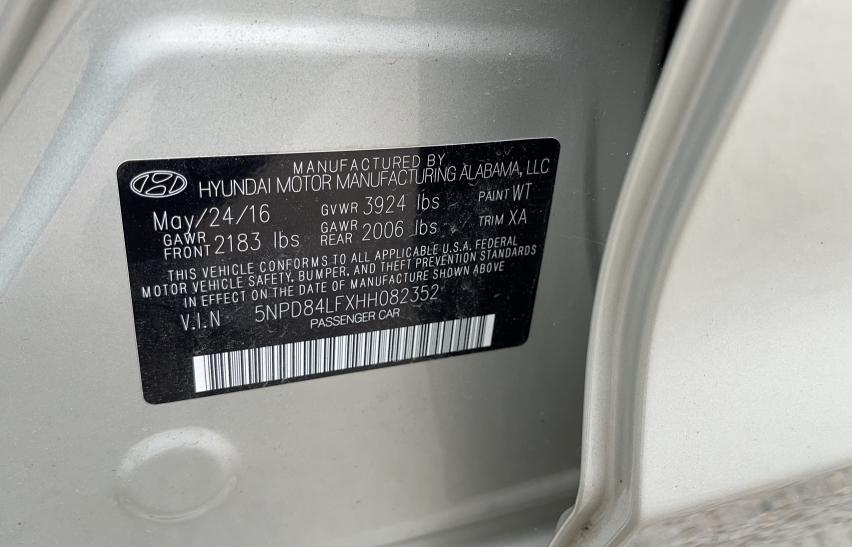 MANUFACTURED BY
HYUNDAI MOTOR MANUFACTURING ALABAMA, LLC
May/24/16 GVWR 3924 lbs PAINT WT
GAWR FRONT 2183 lbs GAWR REAR 2006 lbs TRIM XA
THIS VEHICLE CONFORMS TO ALL APPLICABLE U.S.A. FEDERAL
MOTOR VEHICLE SAFETY, BUMPER, AND THEFT PREVENTION STANDARDS
IN EFFECT ON THE DATE OF MANUFACTURE SHOWN ABOVE
V.I.N 5NPD84LFXHH082352
PASSENGER CAR